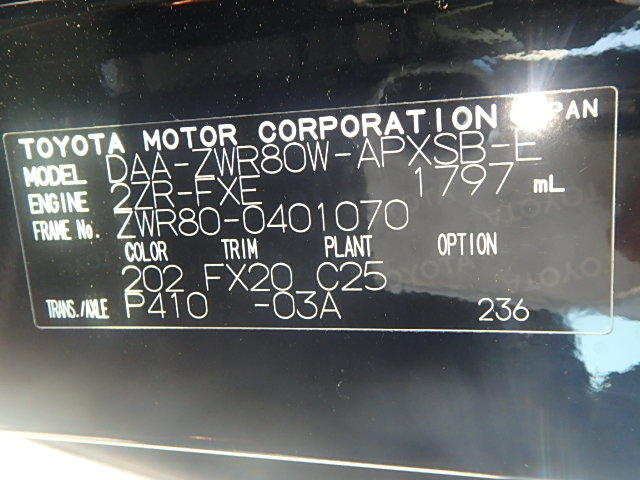 TOYOTA MOTOR CORPORATION JAPAN
MODEL DAA-ZWR80W-APXSB-E
ENGINE 2ZR-FXE 1797 mL
FRAME No. ZWR80-0401070
COLOR TRIM PLANT OPTION
202 FX20 C25
TRANS./AXLE P410 -03A 236